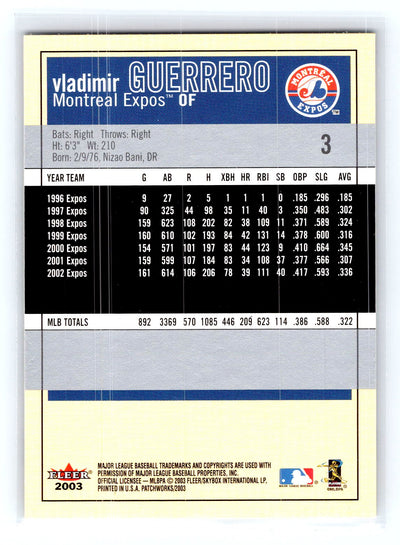 vladimir GUERRERO
Montreal Expos™ OF
MONTREAL
EXPOS
Bats: Right Throws: Right
Ht: 6'3" Wt: 210
Born: 2/9/76, Nizao Bani, DR
3
YEAR TEAM G AB R H XBH HR RBI SB OBP SLG AVG
1996 Expos 9 27 2 5 1 1 1 0 .185 .296 .185
1997 Expos 90 325 44 98 35 11 40 3 .350 .483 .302
1998 Expos 159 623 108 202 82 38 109 11 .371 .589 .324
1999 Expos 160 610 102 193 84 42 131 14 .378 .600 .316
2000 Expos 154 571 101 197 83 44 123 9 .410 .664 .345
2001 Expos 159 599 107 184 83 34 108 37 .377 .566 .307
2002 Expos 161 614 106 206 78 39 111 40 .417 .593 .336
MLB TOTALS 892 3369 570 1085 446 209 623 114 .386 .588 .322
FLEER
2003
MAJOR LEAGUE BASEBALL TRADEMARKS AND COPYRIGHTS ARE USED WITH
PERMISSION OF MAJOR LEAGUE BASEBALL PROPERTIES, INC.
OFFICIAL LICENSEE — MLBPA © 2003 FLEER/SKYBOX INTERNATIONAL LP.
PRINTED IN U.S.A. PATCHWORKS/2003